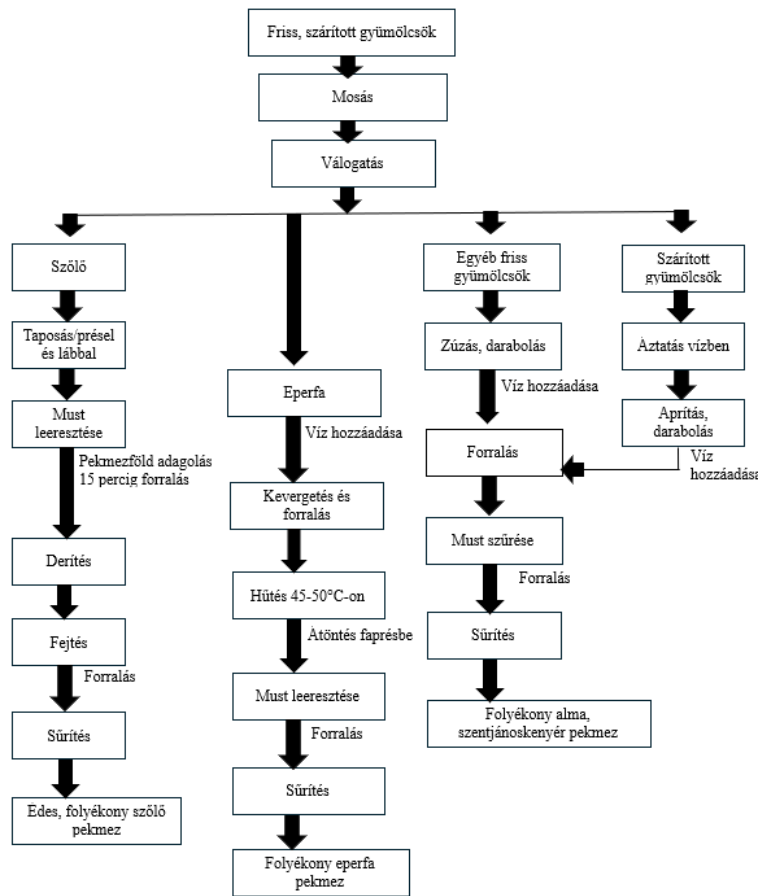 Friss, szárított gyümölcsök
Mosás
Válogatás
Szőlő
Taposás/présel
és lábbal
Must
leeresztése
Pekmezföld adagolás
15 percig forralás
Derítés
Fejtés
Forralás
Sűrítés
Édes, folyékony szőlő
pekmez
Eperfa
Víz hozzáadása
Kevergetés és
forralás
Hűtés 45-50°C-on
Átöntés faprésbe
Must leeresztése
Forralás
Sűrítés
Folyékony eperfa
pekmez
Egyéb friss
gyümölcsök
Zúzás, darabolás
Víz hozzáadása
Forralás
Must szűrése
Forralás
Sűrítés
Folyékony alma,
szentjánoskenyér pekmez
Szárított
gyümölcsök
Áztatás vízben
Aprítás,
darabolás
Víz
hozzáadása